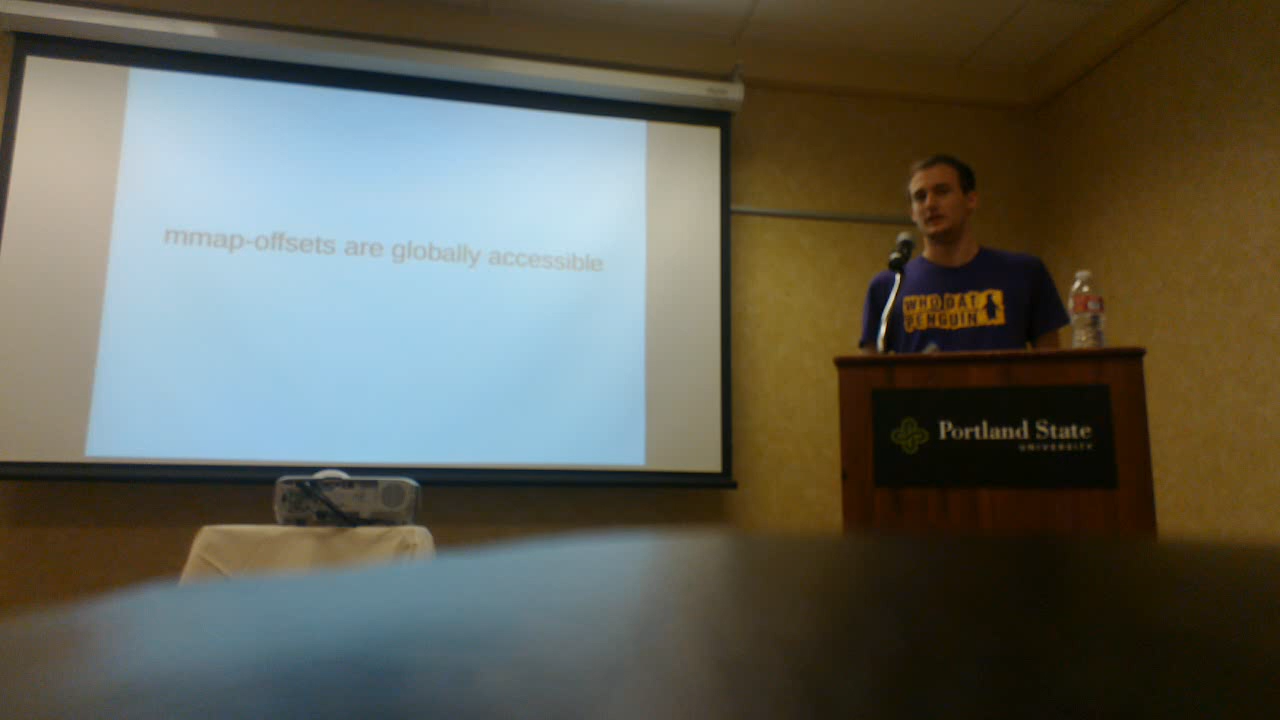 mmap-offsets are globally accessible
WHO DAT
PENGUIN
Portland State
UNIVERSITY